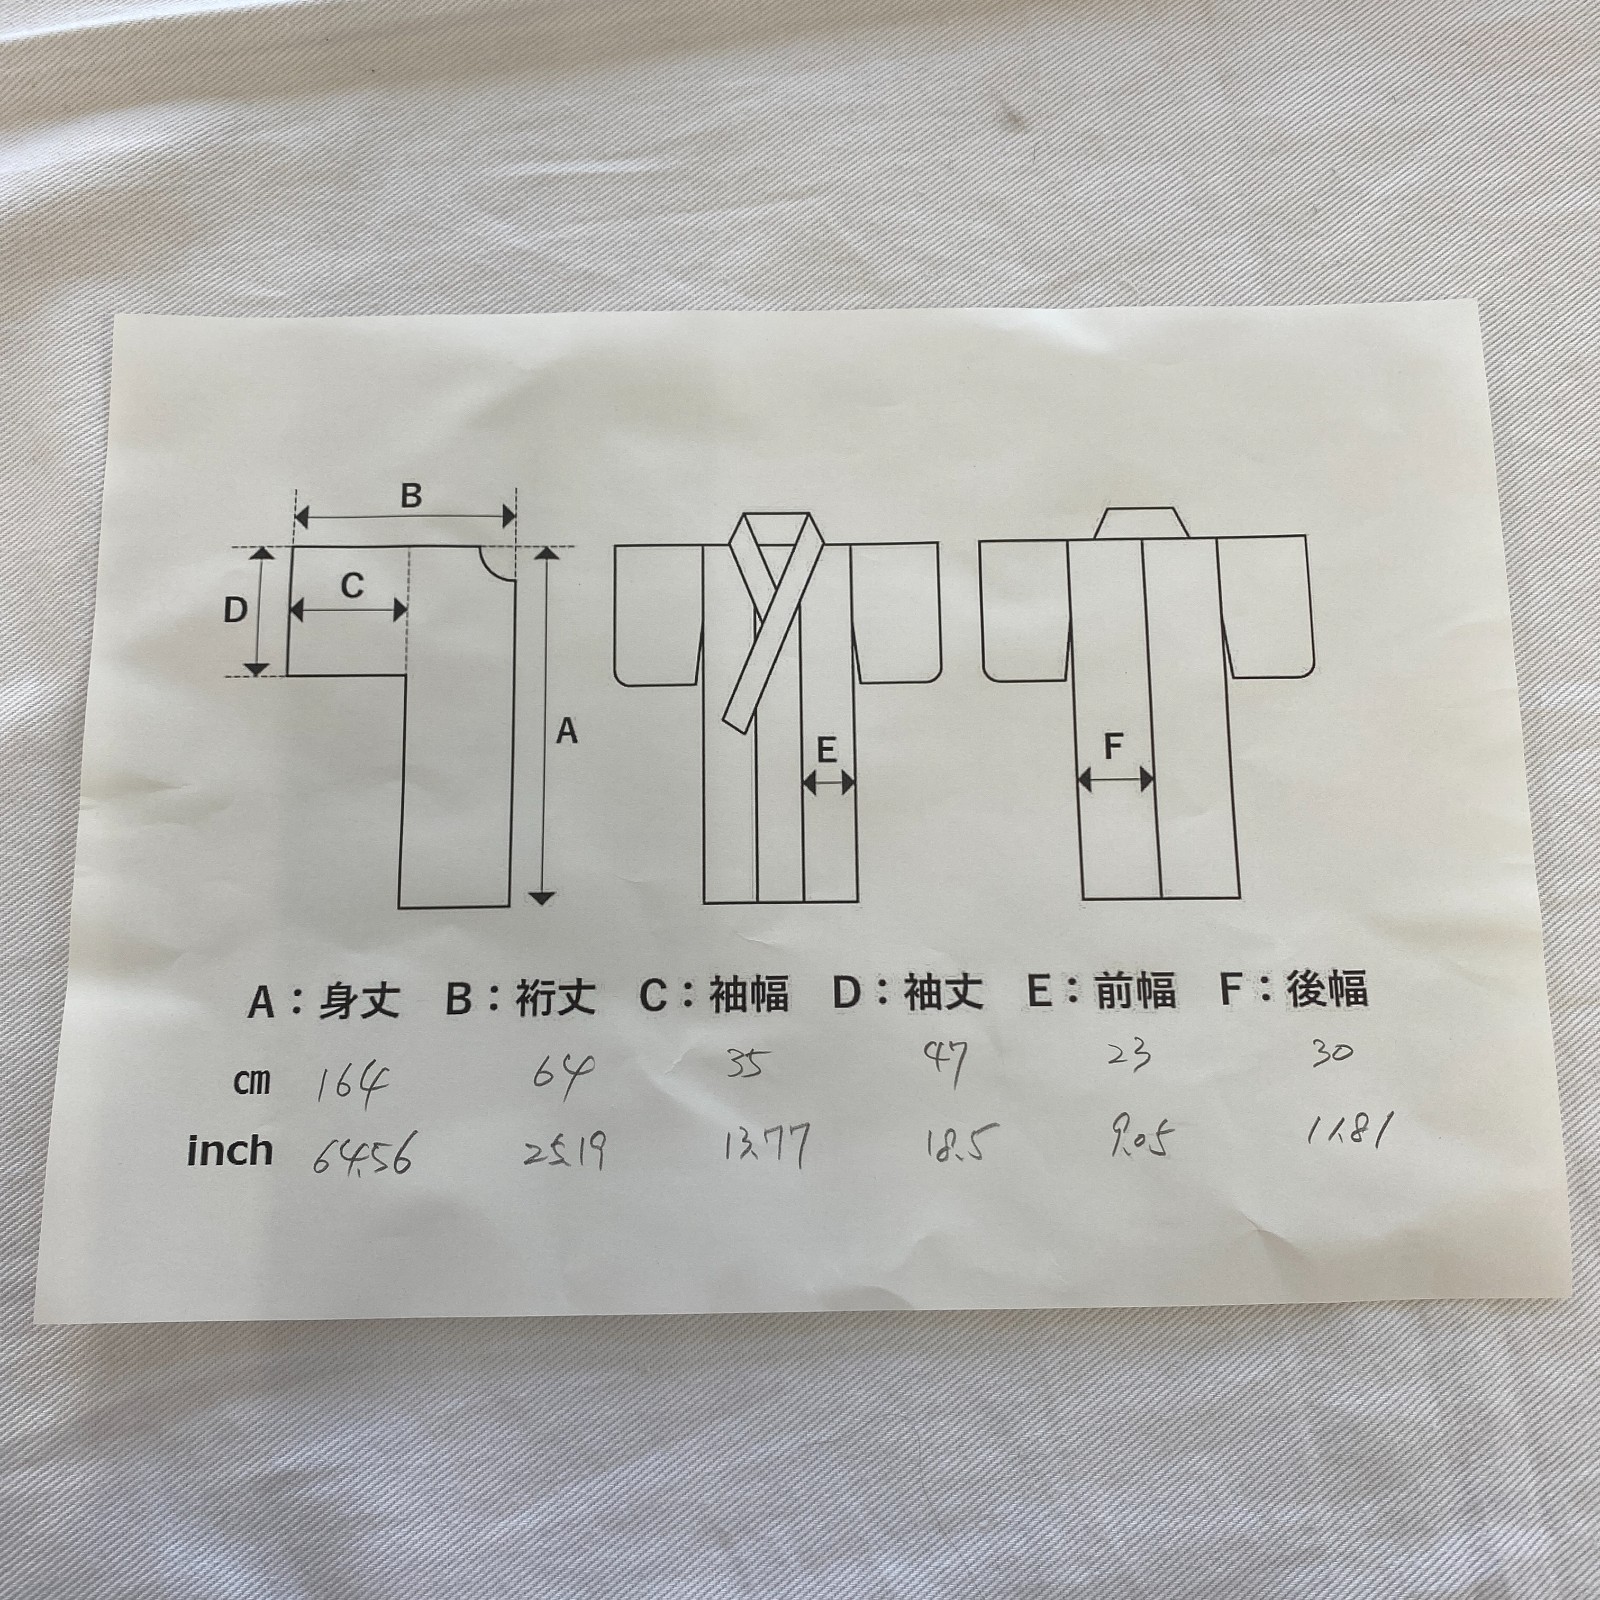 B
C
D
A
E
F
A：身丈 B：裄丈 C：袖幅 D：袖丈 E：前幅 F：後幅
cm 164 64 35 47 23 30
inch 64.56 25.19 13.77 18.5 9.05 11.81